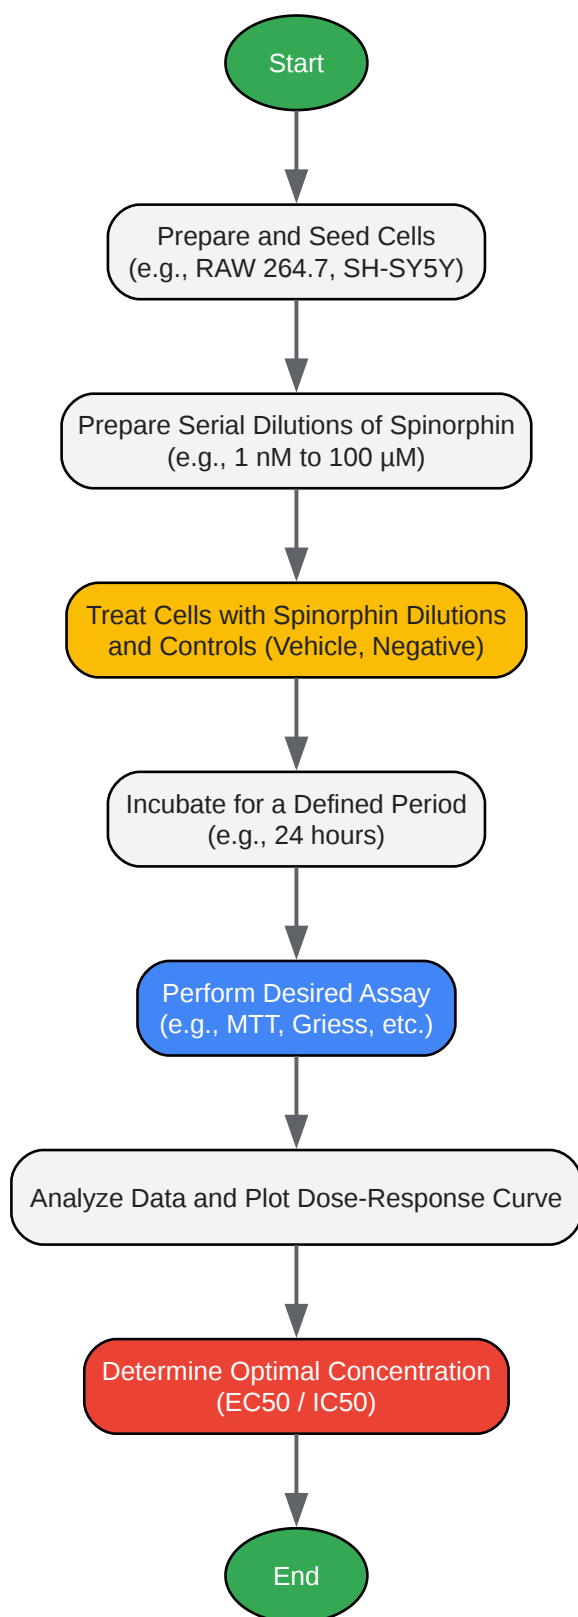 Start
Prepare and Seed Cells
(e.g., RAW 264.7, SH-SY5Y)
Prepare Serial Dilutions of Spinorphin
(e.g., 1 nM to 100 µM)
Treat Cells with Spinorphin Dilutions
and Controls (Vehicle, Negative)
Incubate for a Defined Period
(e.g., 24 hours)
Perform Desired Assay
(e.g., MTT, Griess, etc.)
Analyze Data and Plot Dose-Response Curve
Determine Optimal Concentration
(EC50 / IC50)
End